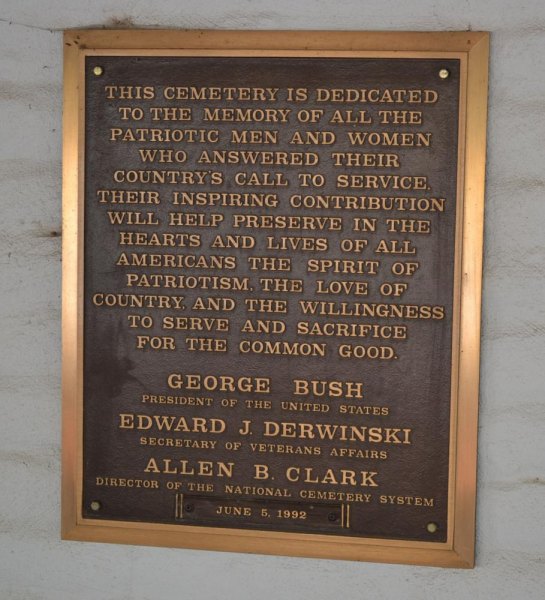 THIS CEMETERY IS DEDICATED
TO THE MEMORY OF ALL THE
PATRIOTIC MEN AND WOMEN
WHO ANSWERED THEIR
COUNTRY'S CALL TO SERVICE.
THEIR INSPIRING CONTRIBUTION
WILL HELP PRESERVE IN THE
HEARTS AND LIVES OF ALL
AMERICANS THE SPIRIT OF
PATRIOTISM, THE LOVE OF
COUNTRY, AND THE WILLINGNESS
TO SERVE AND SACRIFICE
FOR THE COMMON GOOD.
GEORGE BUSH
PRESIDENT OF THE UNITED STATES
EDWARD J. DERWINSKI
SECRETARY OF VETERANS AFFAIRS
ALLEN B. CLARK
DIRECTOR OF THE NATIONAL CEMETERY SYSTEM
JUNE 5, 1992